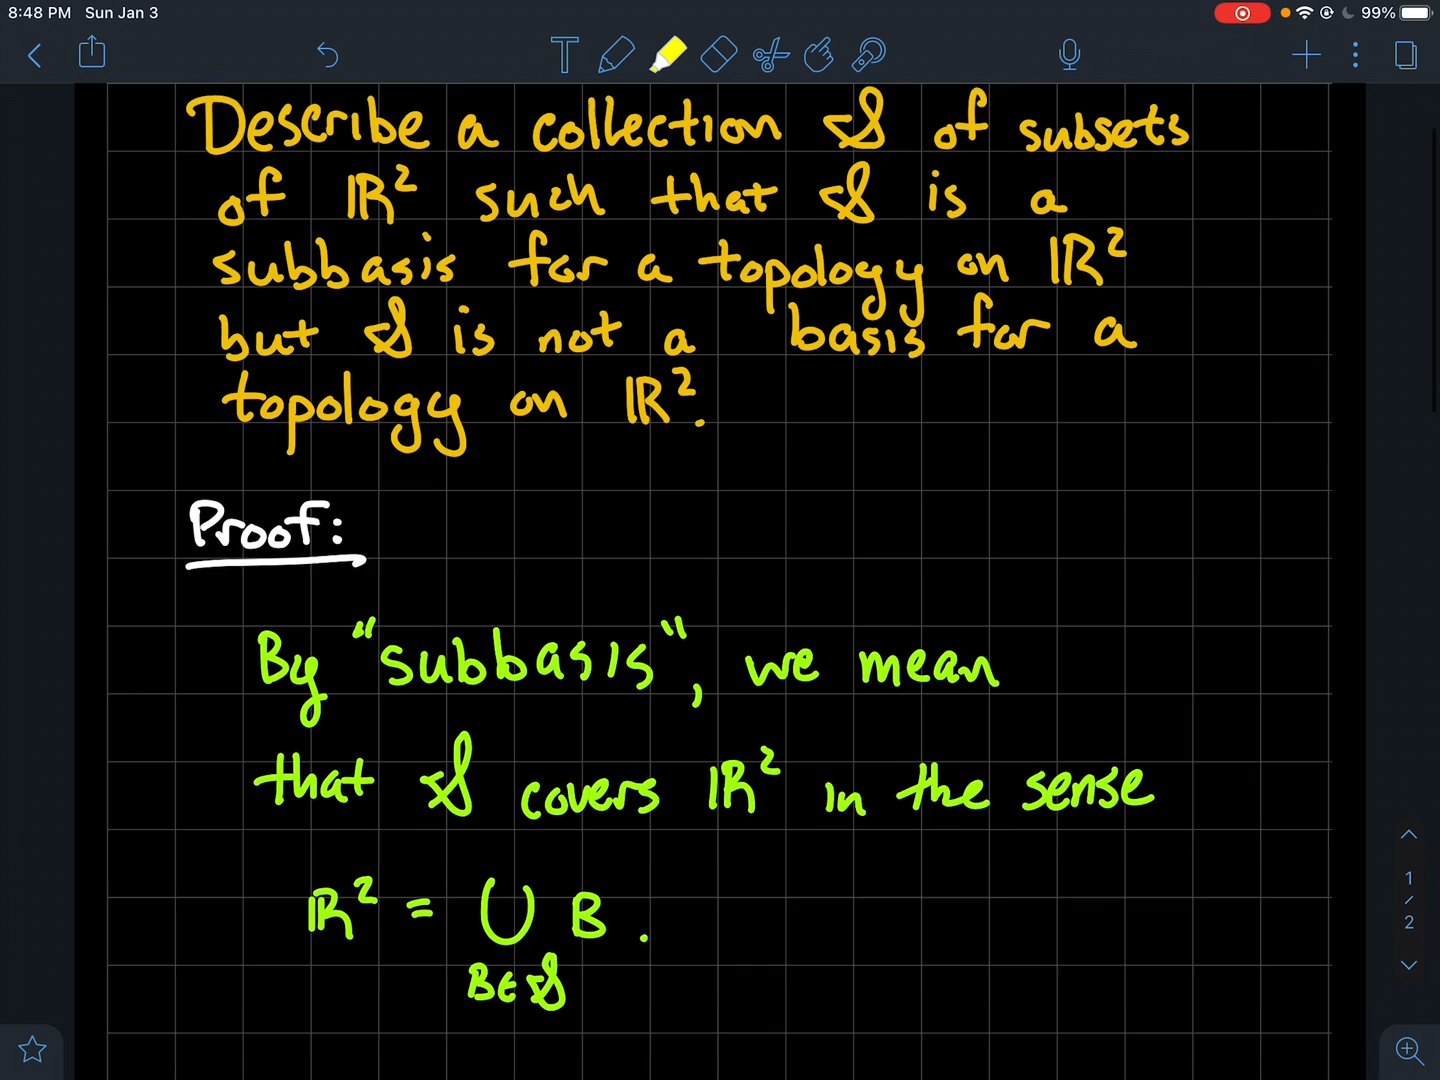 8:48 PM Sun Jan 3 99%
Describe a collection 𝒮 of subsets
of ℝ² such that 𝒮 is a
subbasis for a topology on ℝ²
but 𝒮 is not a basis for a
topology on ℝ².
Proof:
By "subbasis", we mean
that 𝒮 covers ℝ² in the sense
ℝ² = ⋃ B .
B∈𝒮
1
/
2